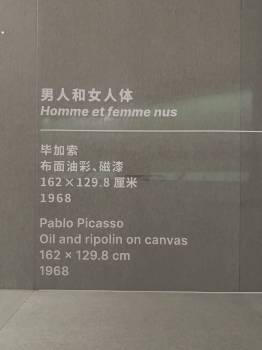 男人和女人体
Homme et femme nus
毕加索
布面油彩、磁漆
162×129.8 厘米
1968
Pablo Picasso
Oil and ripolin on canvas
162 × 129.8 cm
1968